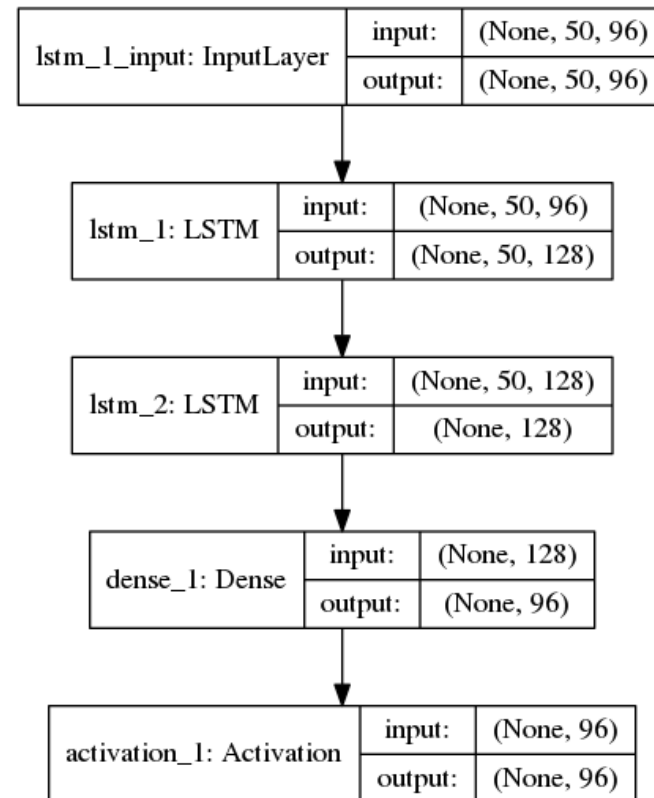 lstm_1_input: InputLayer
input: (None, 50, 96)
output: (None, 50, 96)
lstm_1: LSTM
input: (None, 50, 96)
output: (None, 50, 128)
lstm_2: LSTM
input: (None, 50, 128)
output: (None, 128)
dense_1: Dense
input: (None, 128)
output: (None, 96)
activation_1: Activation
input: (None, 96)
output: (None, 96)